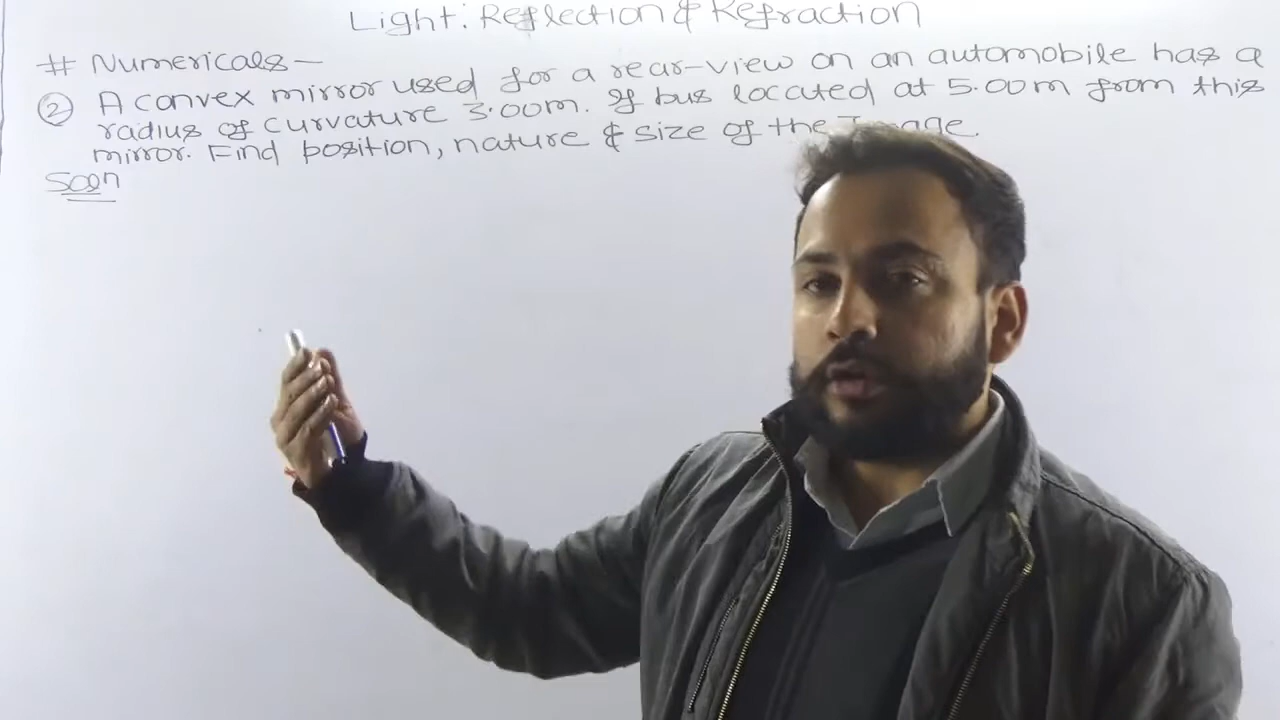 Light: Reflection & Refraction
# Numericals —
② A convex mirror used for a rear-view on an automobile has a
radius of curvature 3.00m. If bus located at 5.00m from this
mirror. Find position, nature & size of the Image.
Soln